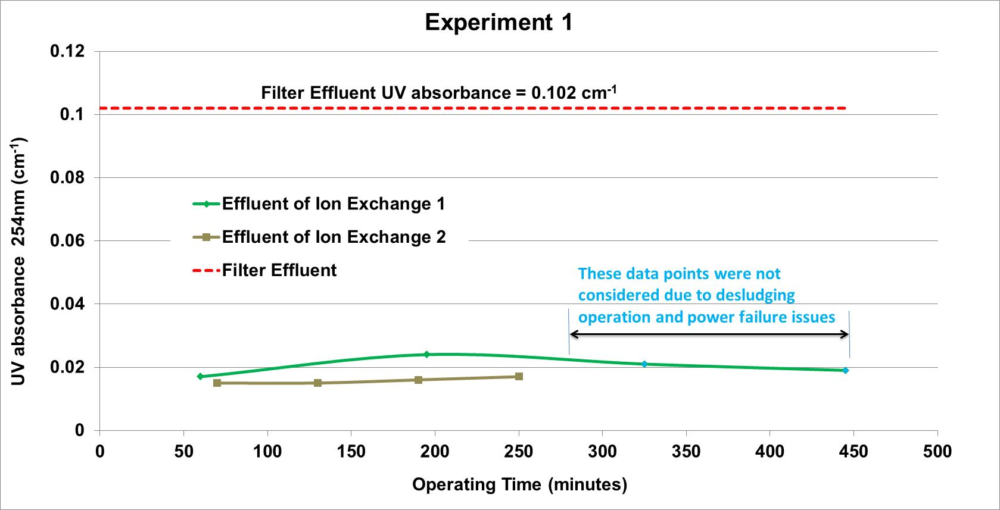 Experiment 1
0.12
Filter Effluent UV absorbance = 0.102 cm⁻¹
0.1
0.08
Effluent of Ion Exchange 1
Effluent of Ion Exchange 2
Filter Effluent
0.06
These data points were not
considered due to desludging
operation and power failure issues
0.04
0.02
0
UV absorbance 254nm (cm⁻¹)
0 50 100 150 200 250 300 350 400 450 500
Operating Time (minutes)